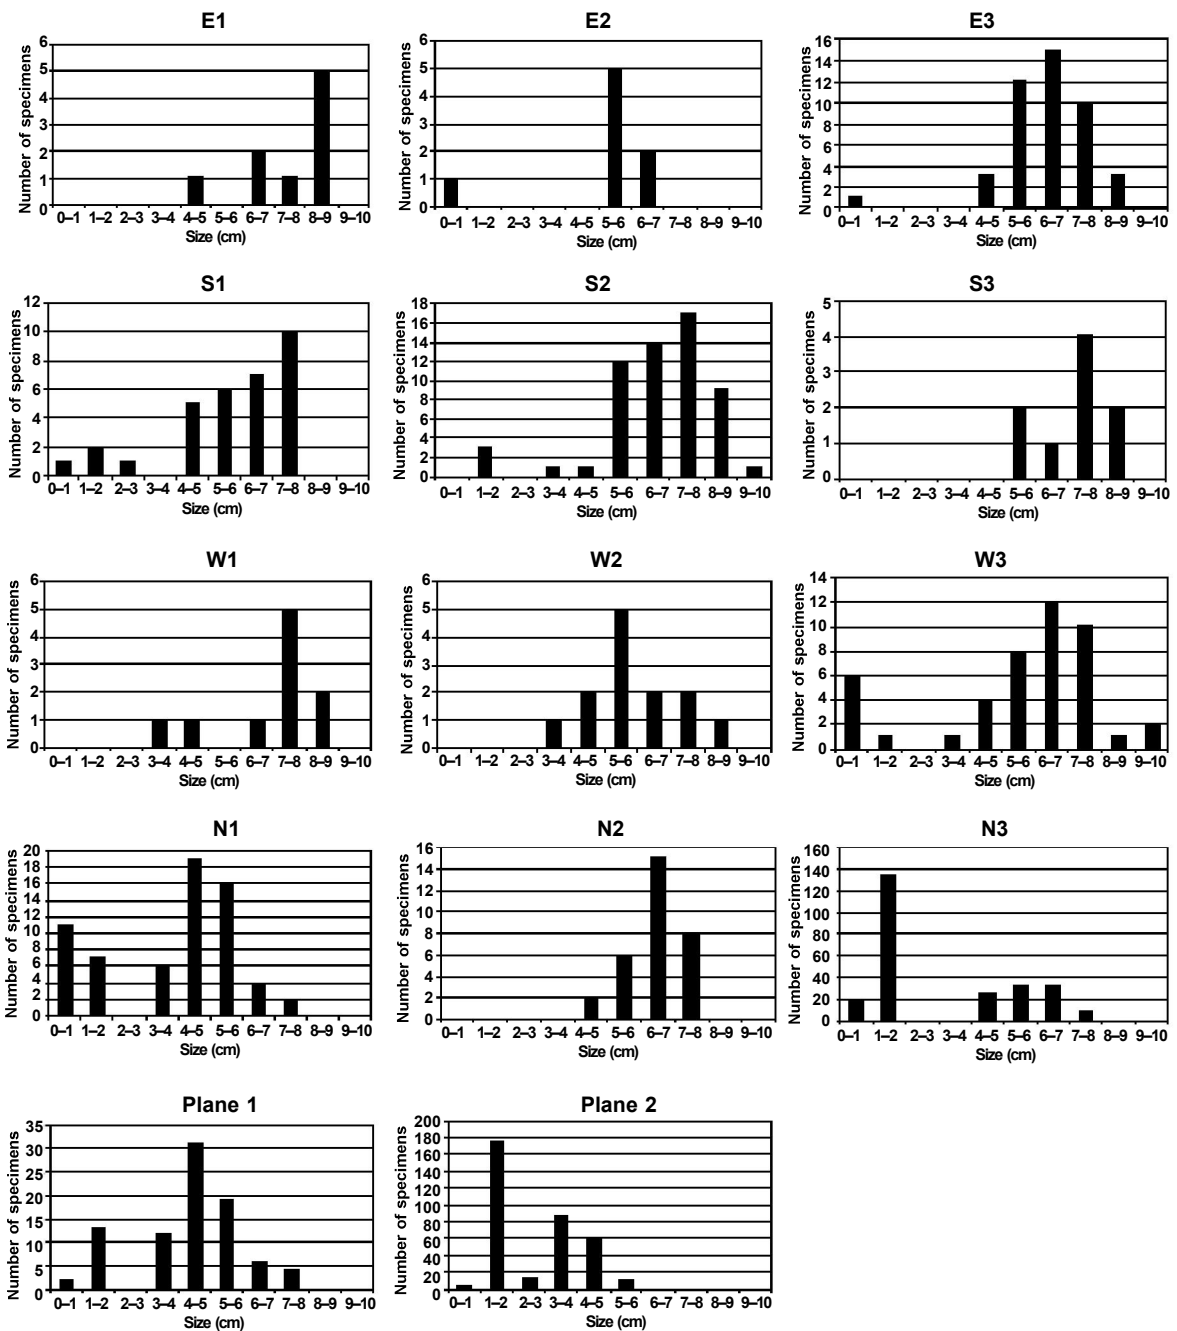 E1
Number of specimens
6
5
4
3
2
1
0
0–1 1–2 2–3 3–4 4–5 5–6 6–7 7–8 8–9 9–10
Size (cm)
E2
Number of specimens
6
5
4
3
2
1
0
0–1 1–2 2–3 3–4 4–5 5–6 6–7 7–8 8–9 9–10
Size (cm)
E3
Number of specimens
16
14
12
10
8
6
4
2
0
0–1 1–2 2–3 3–4 4–5 5–6 6–7 7–8 8–9 9–10
Size (cm)
S1
Number of specimens
12
10
8
6
4
2
0
0–1 1–2 2–3 3–4 4–5 5–6 6–7 7–8 8–9 9–10
Size (cm)
S2
Number of specimens
18
16
14
12
10
8
6
4
2
0
0–1 1–2 2–3 3–4 4–5 5–6 6–7 7–8 8–9 9–10
Size (cm)
S3
Number of specimens
5
4
3
2
1
0
0–1 1–2 2–3 3–4 4–5 5–6 6–7 7–8 8–9 9–10
Size (cm)
W1
Number of specimens
6
5
4
3
2
1
0
0–1 1–2 2–3 3–4 4–5 5–6 6–7 7–8 8–9 9–10
Size (cm)
W2
Number of specimens
6
5
4
3
2
1
0
0–1 1–2 2–3 3–4 4–5 5–6 6–7 7–8 8–9 9–10
Size (cm)
W3
Number of specimens
14
12
10
8
6
4
2
0
0–1 1–2 2–3 3–4 4–5 5–6 6–7 7–8 8–9 9–10
Size (cm)
N1
Number of specimens
20
18
16
14
12
10
8
6
4
2
0
0–1 1–2 2–3 3–4 4–5 5–6 6–7 7–8 8–9 9–10
Size (cm)
N2
Number of specimens
16
14
12
10
8
6
4
2
0
0–1 1–2 2–3 3–4 4–5 5–6 6–7 7–8 8–9 9–10
Size (cm)
N3
Number of specimens
160
140
120
100
80
60
40
20
0
0–1 1–2 2–3 3–4 4–5 5–6 6–7 7–8 8–9 9–10
Size (cm)
Plane 1
Number of specimens
35
30
25
20
15
10
5
0
0–1 1–2 2–3 3–4 4–5 5–6 6–7 7–8 8–9 9–10
Size (cm)
Plane 2
Number of specimens
200
180
160
140
120
100
80
60
40
20
0
0–1 1–2 2–3 3–4 4–5 5–6 6–7 7–8 8–9 9–10
Size (cm)